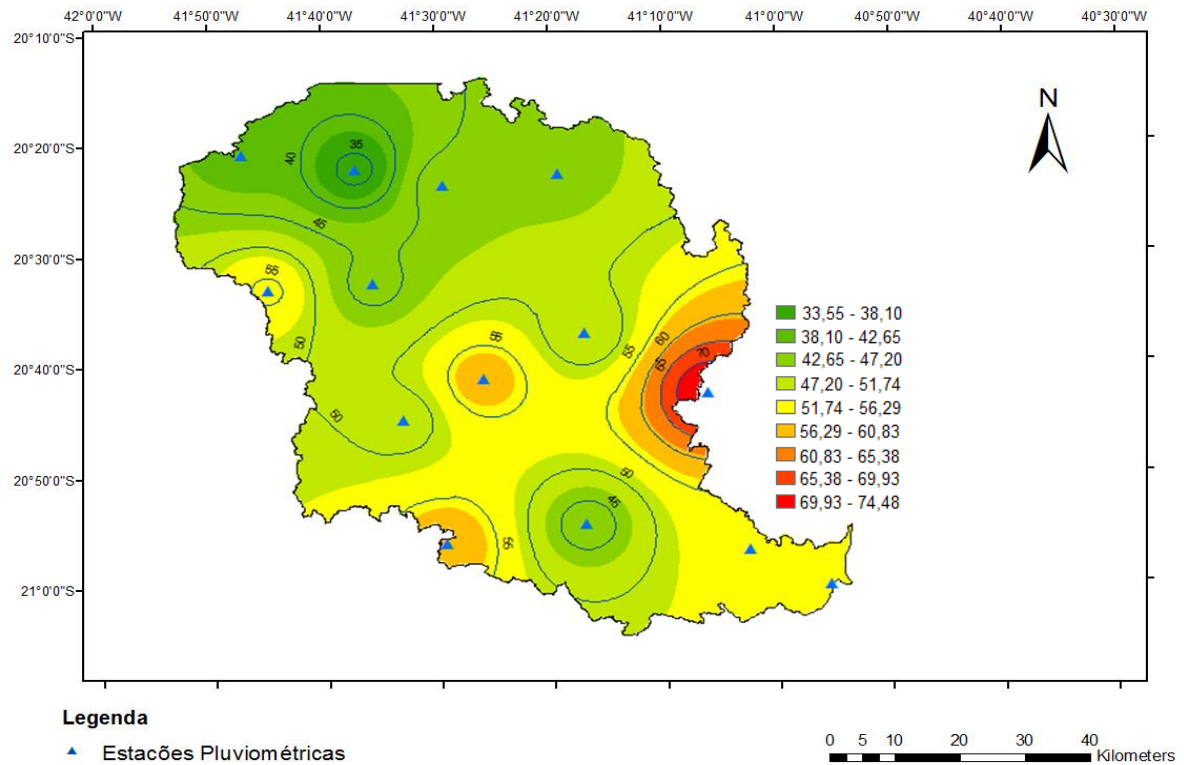 42°0'0"W 41°50'0"W 41°40'0"W 41°30'0"W 41°20'0"W 41°10'0"W 41°0'0"W 40°50'0"W 40°40'0"W 40°30'0"W
20°10'0"S
20°20'0"S
20°30'0"S
20°40'0"S
20°50'0"S
21°0'0"S
N
35
40
45
55
50
55
55
60
65
70
50
50
45
55
33,55 - 38,10
38,10 - 42,65
42,65 - 47,20
47,20 - 51,74
51,74 - 56,29
56,29 - 60,83
60,83 - 65,38
65,38 - 69,93
69,93 - 74,48
Legenda
Estacões Pluviométricas
0 5 10 20 30 40
Kilometers